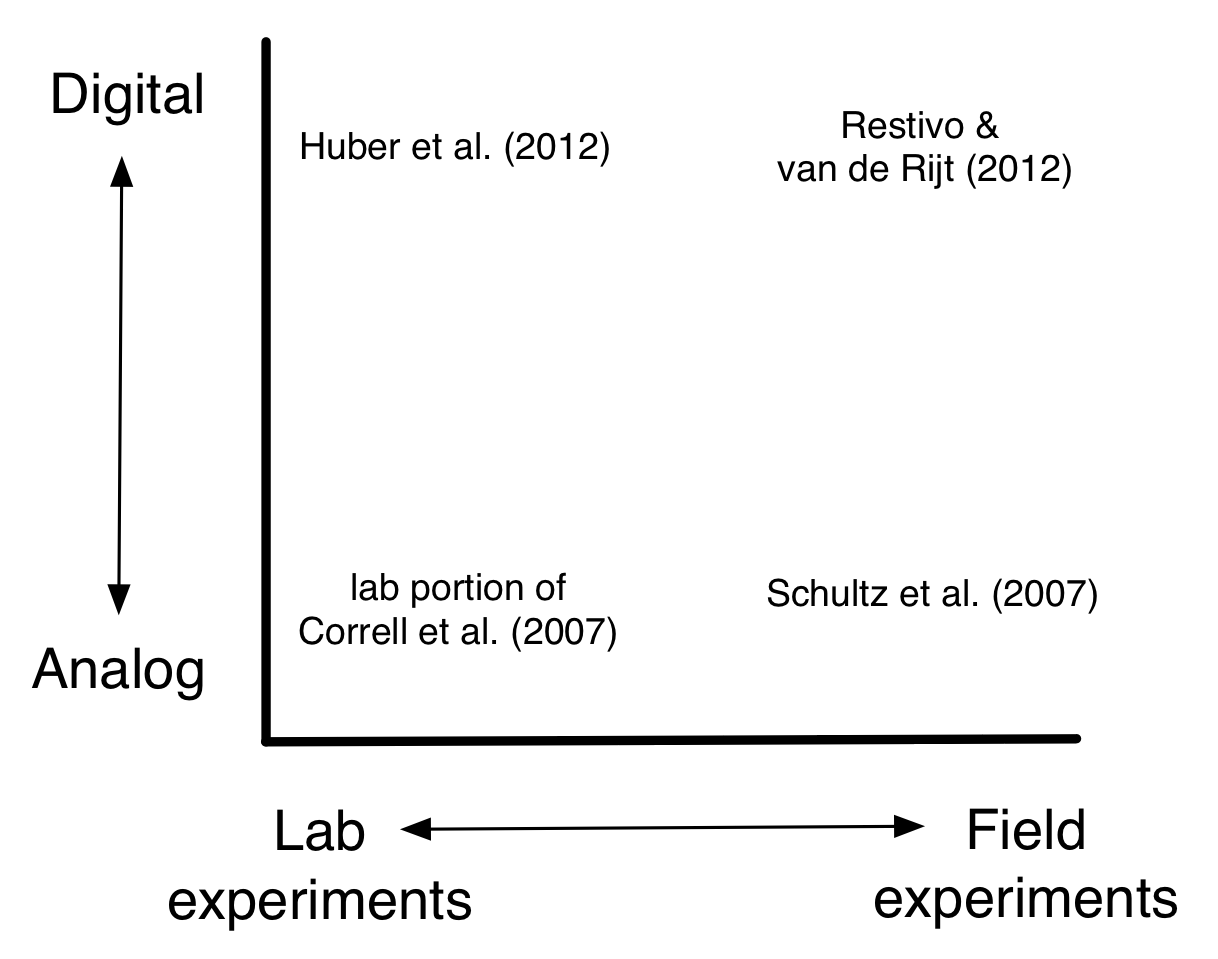 Digital
Huber et al. (2012)
Restivo &
van de Rijt (2012)
lab portion of
Correll et al. (2007)
Schultz et al. (2007)
Analog
Lab
experiments
Field
experiments